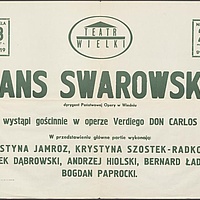 TEATR
WIELKI
ANS SWAROWSK
dyrygent Państwowej Opery w Wiedniu
wystąpi gościnnie w operze Verdiego DON CARLOS
W przedstawieniu główne partie wykonają
STYNA JAMROZ, KRYSTYNA SZOSTEK-RADKO
EK DĄBROWSKI, ANDRZEJ HIOLSKI, BERNARD ŁAD
BOGDAN PAPROCKI.